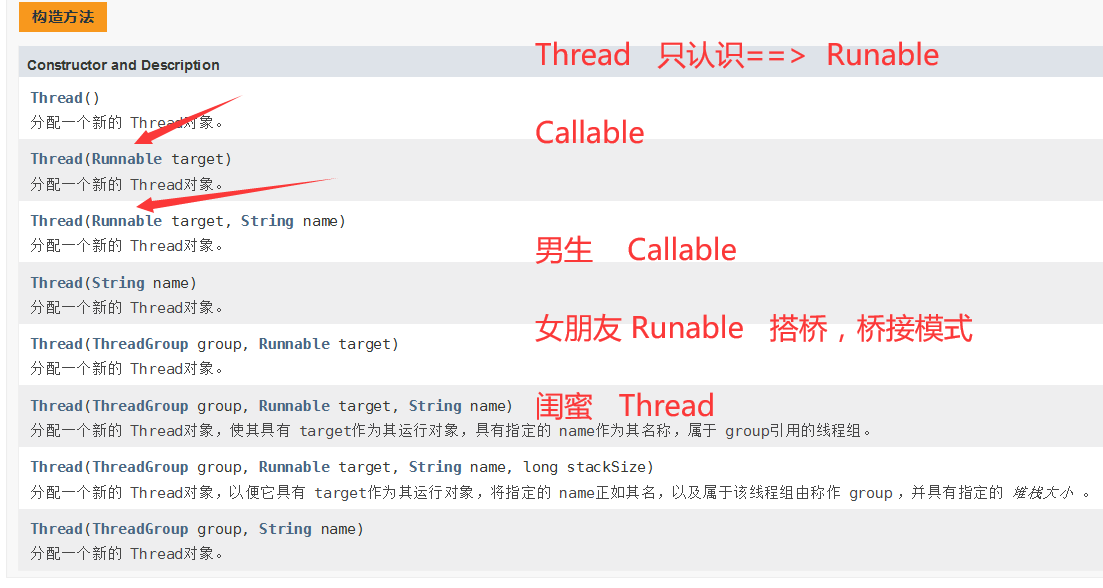 构造方法
Constructor and Description
Thread 只认识==> Runable
Thread()
分配一个新的 Thread对象。
Callable
Thread(Runnable target)
分配一个新的 Thread对象。
Thread(Runnable target, String name)
分配一个新的 Thread对象。
男生 Callable
Thread(String name)
分配一个新的 Thread对象。
女朋友 Runable 搭桥，桥接模式
Thread(ThreadGroup group, Runnable target)
分配一个新的 Thread对象。
Thread(ThreadGroup group, Runnable target, String name)
闺蜜 Thread
分配一个新的 Thread对象，使其具有 target作为其运行对象，具有指定的 name作为其名称，属于 group引用的线程组。
Thread(ThreadGroup group, Runnable target, String name, long stackSize)
分配一个新的 Thread对象，以便它具有 target作为其运行对象，将指定的 name正如其名，以及属于该线程组由称作 group ，并具有指定的 堆栈大小 。
Thread(ThreadGroup group, String name)
分配一个新的 Thread对象。